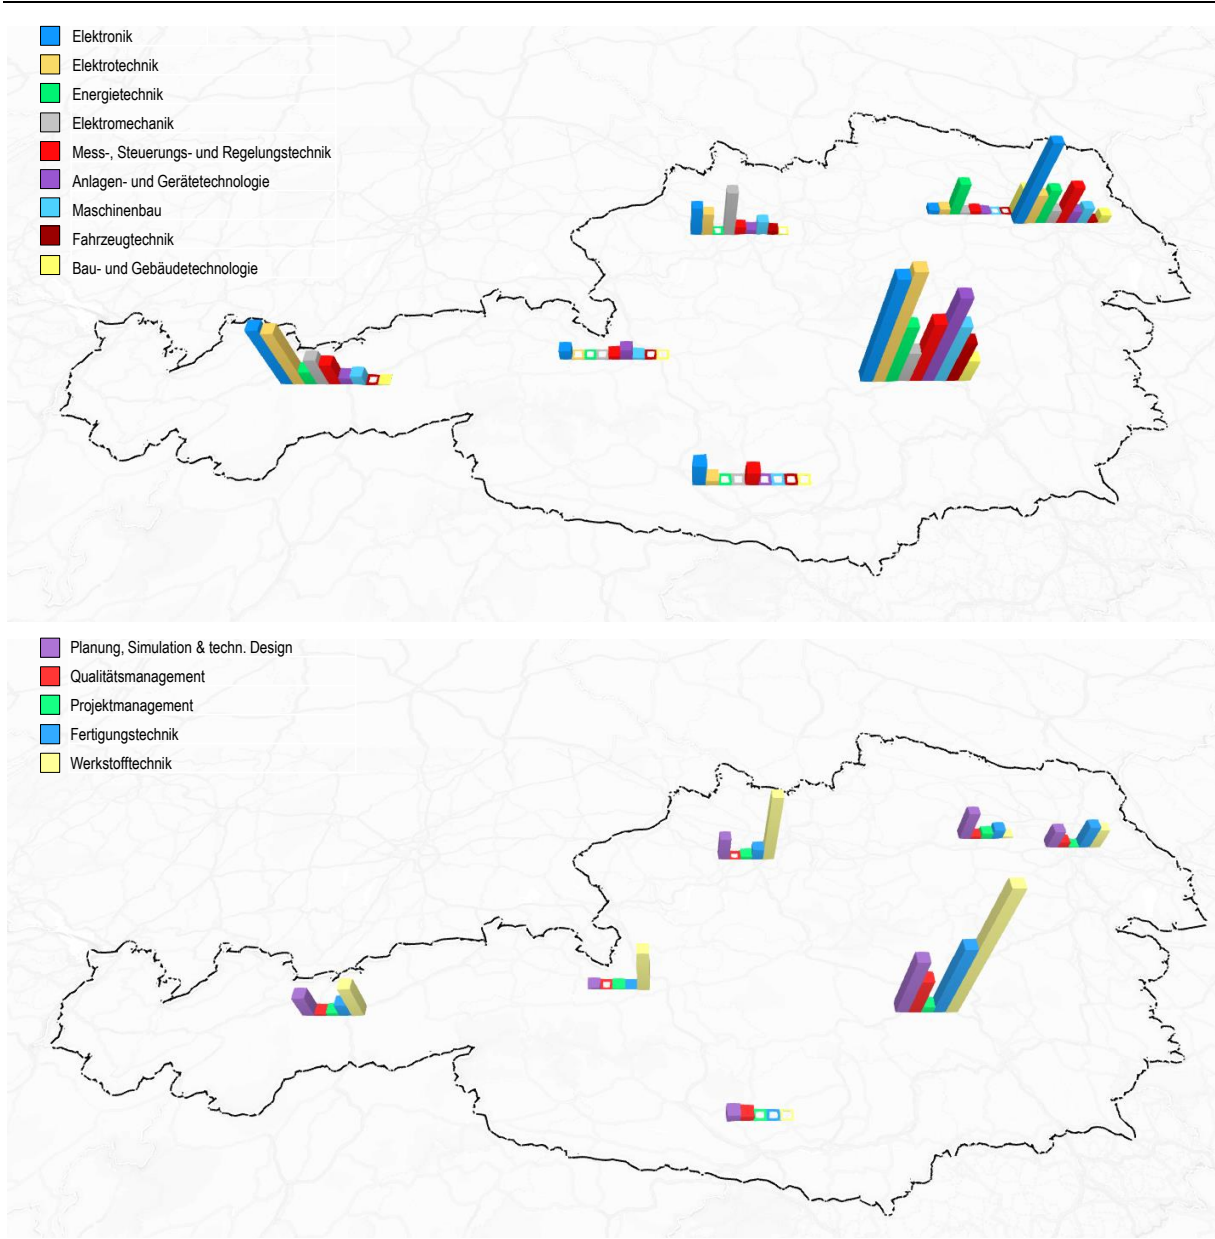 Elektronik
Elektrotechnik
Energietechnik
Elektromechanik
Mess-, Steuerungs- und Regelungstechnik
Anlagen- und Gerätetechnologie
Maschinenbau
Fahrzeugtechnik
Bau- und Gebäudetechnologie
Planung, Simulation & techn. Design
Qualitätsmanagement
Projektmanagement
Fertigungstechnik
Werkstofftechnik